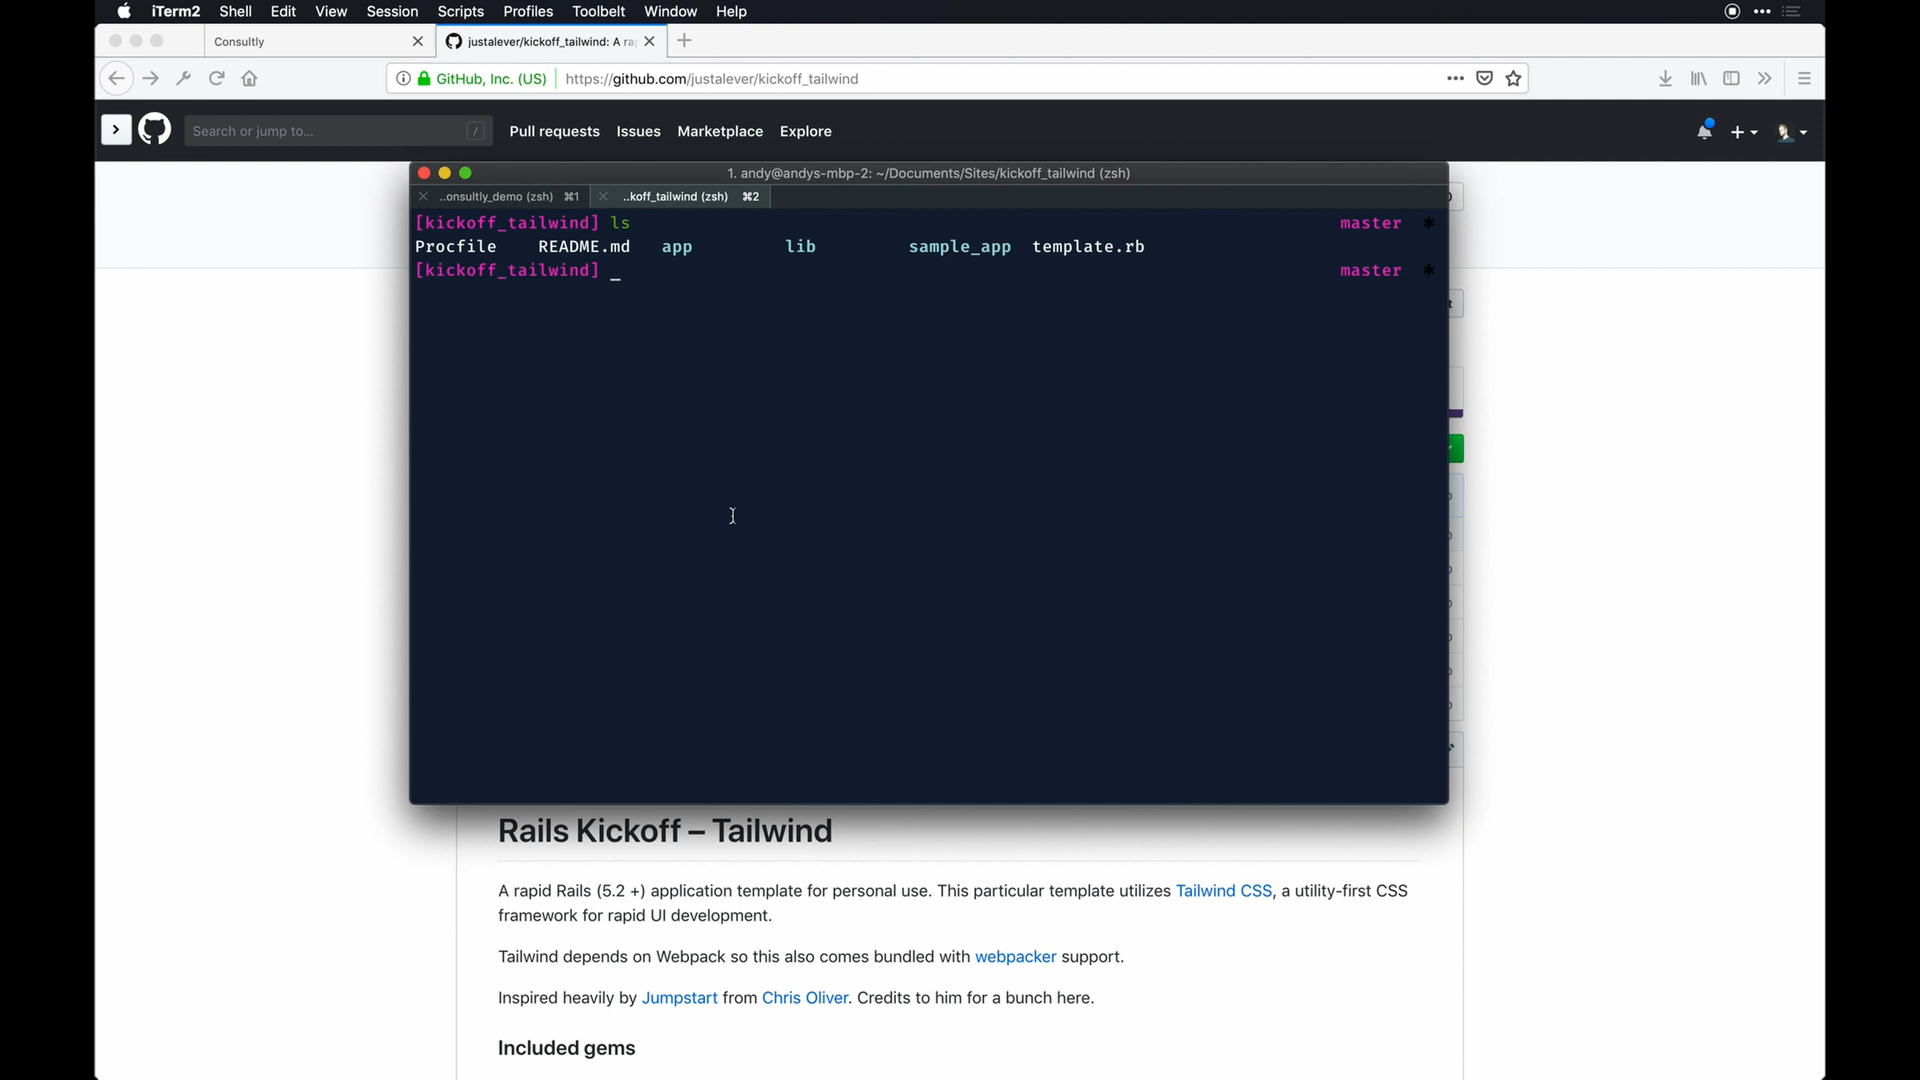 iTerm2 Shell Edit View Session Scripts Profiles Toolbelt Window Help
Consultly
justalever/kickoff_tailwind: A ra
GitHub, Inc. (US) https://github.com/justalever/kickoff_tailwind
Search or jump to... / Pull requests Issues Marketplace Explore
1. andy@andys-mbp-2: ~/Documents/Sites/kickoff_tailwind (zsh)
..onsultly_demo (zsh) ⌘1 ..koff_tailwind (zsh) ⌘2
[kickoff_tailwind] ls master *
Procfile README.md app lib sample_app template.rb
[kickoff_tailwind] _ master *
Rails Kickoff – Tailwind
A rapid Rails (5.2 +) application template for personal use. This particular template utilizes Tailwind CSS, a utility-first CSS
framework for rapid UI development.
Tailwind depends on Webpack so this also comes bundled with webpacker support.
Inspired heavily by Jumpstart from Chris Oliver. Credits to him for a bunch here.
Included gems